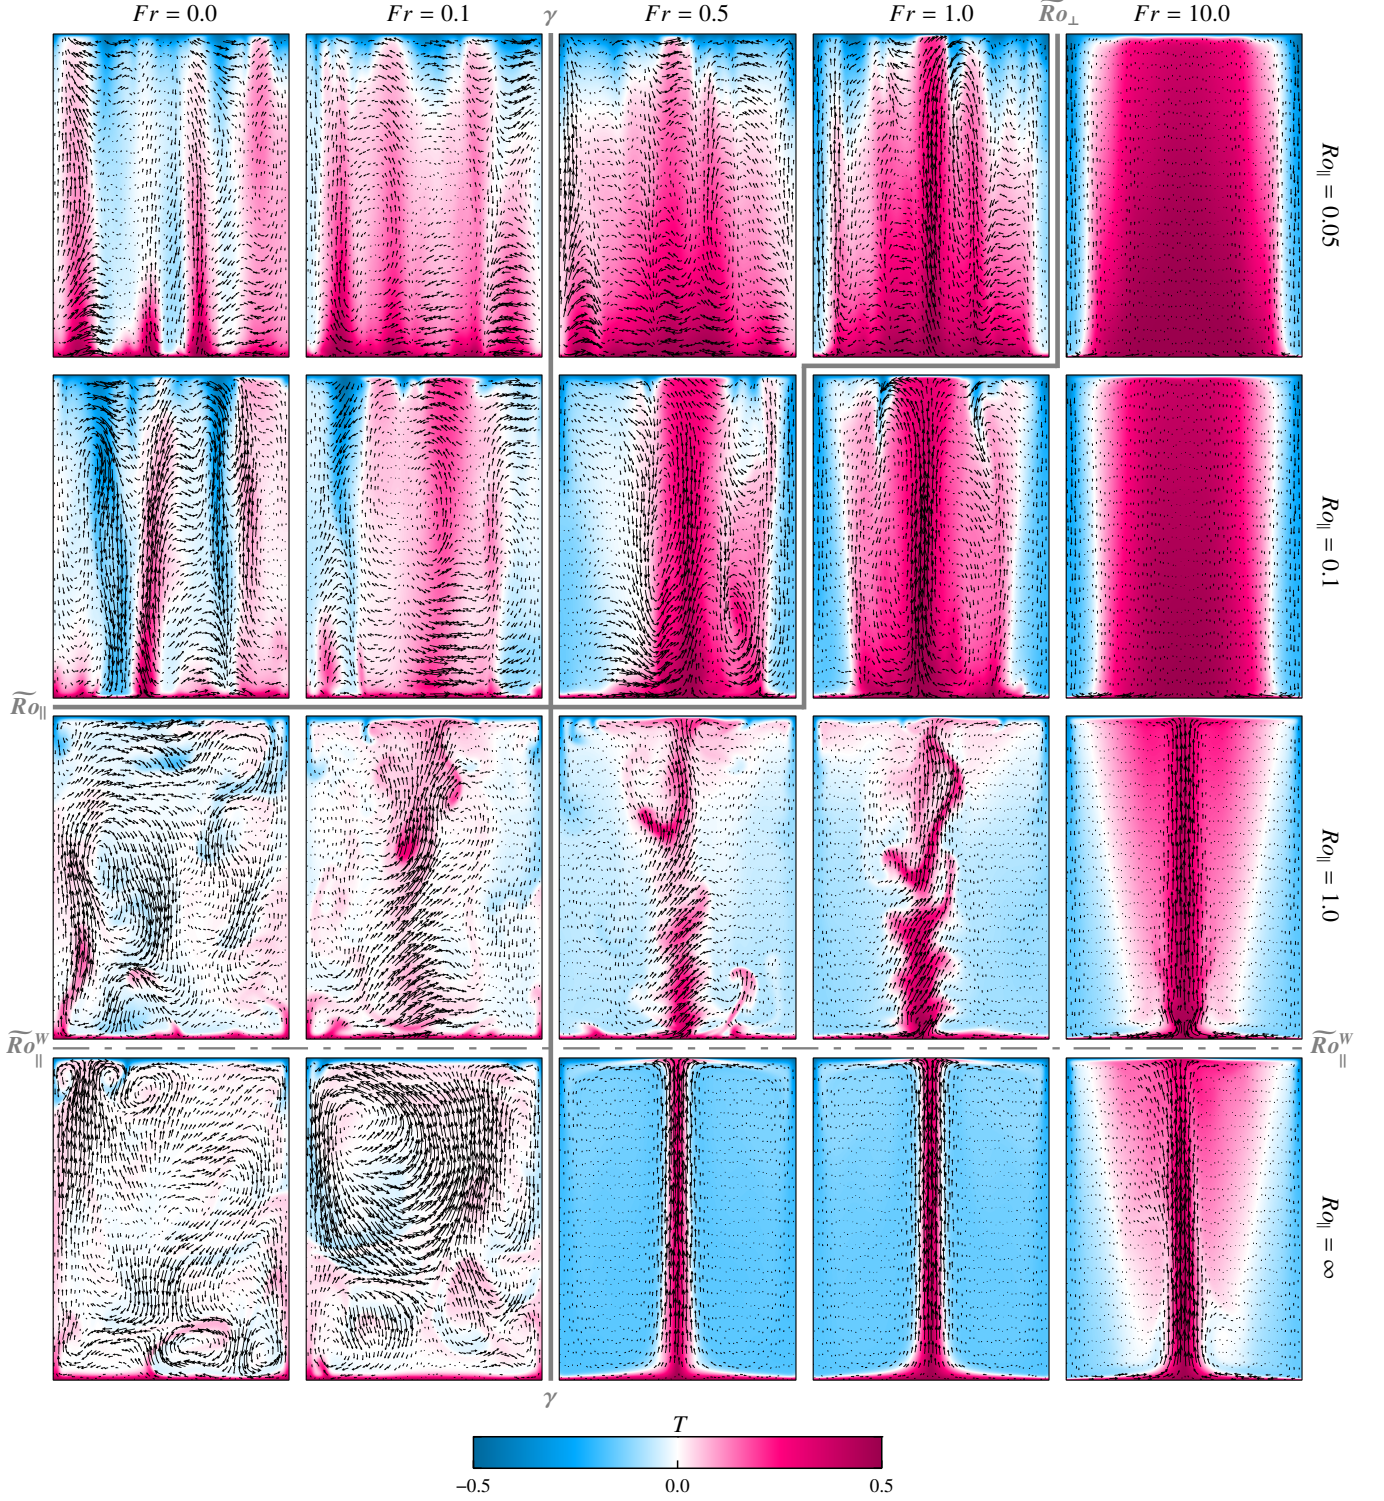 Fr = 0.0 Fr = 0.1 γ Fr = 0.5 Fr = 1.0 R̃o⊥ Fr = 10.0
Ro∥ = 0.05
Ro∥ = 0.1
R̃o∥
Ro∥ = 1.0
R̃o∥ᵂ R̃o∥ᵂ
Ro∥ = ∞
γ
T
−0.5 0.0 0.5